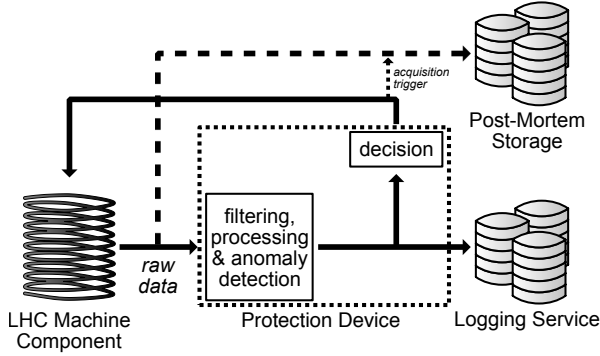 acquisition
trigger
Post-Mortem
Storage
decision
filtering,
processing
& anomaly
detection
raw
data
LHC Machine
Component
Protection Device
Logging Service